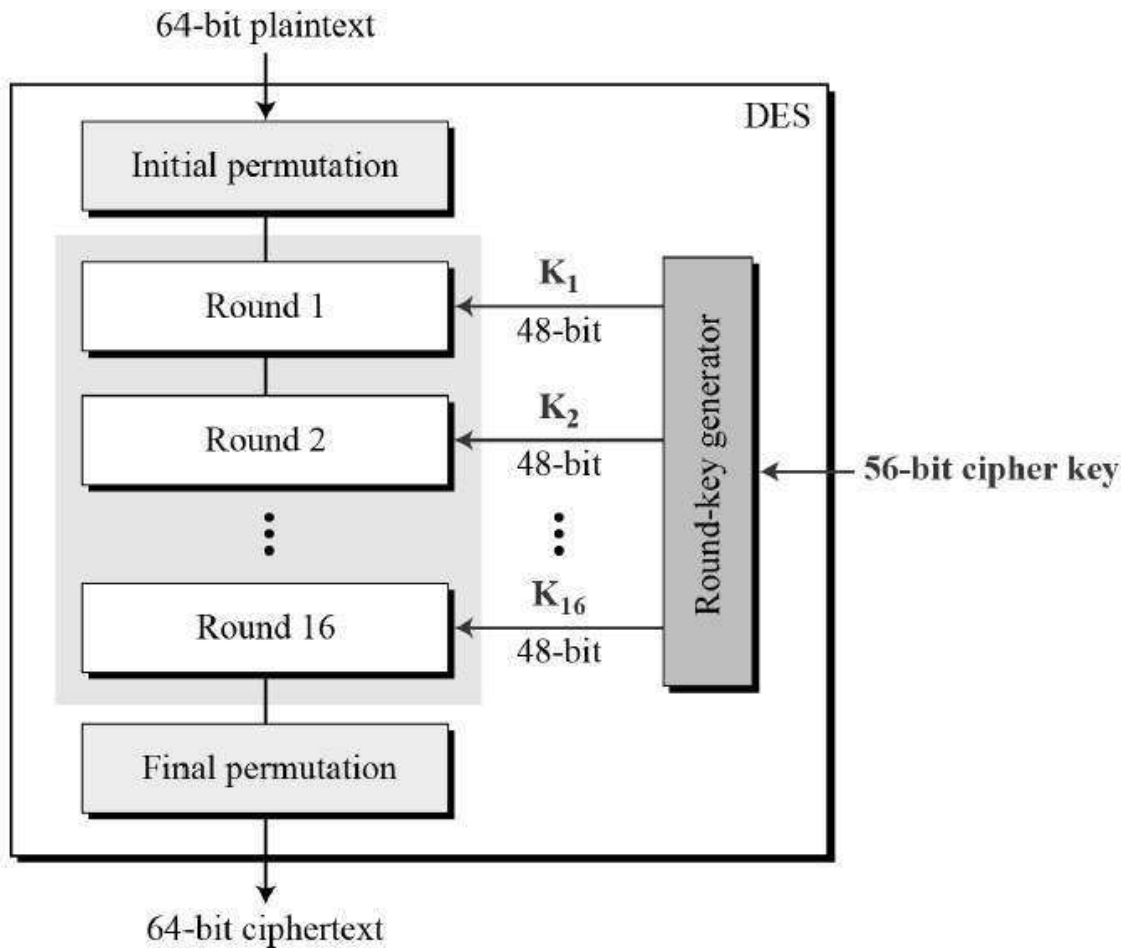 64-bit plaintext
DES
Initial permutation
Round 1
K1
48-bit
Round 2
K2
48-bit
Round-key generator
56-bit cipher key
Round 16
K16
48-bit
Final permutation
64-bit ciphertext